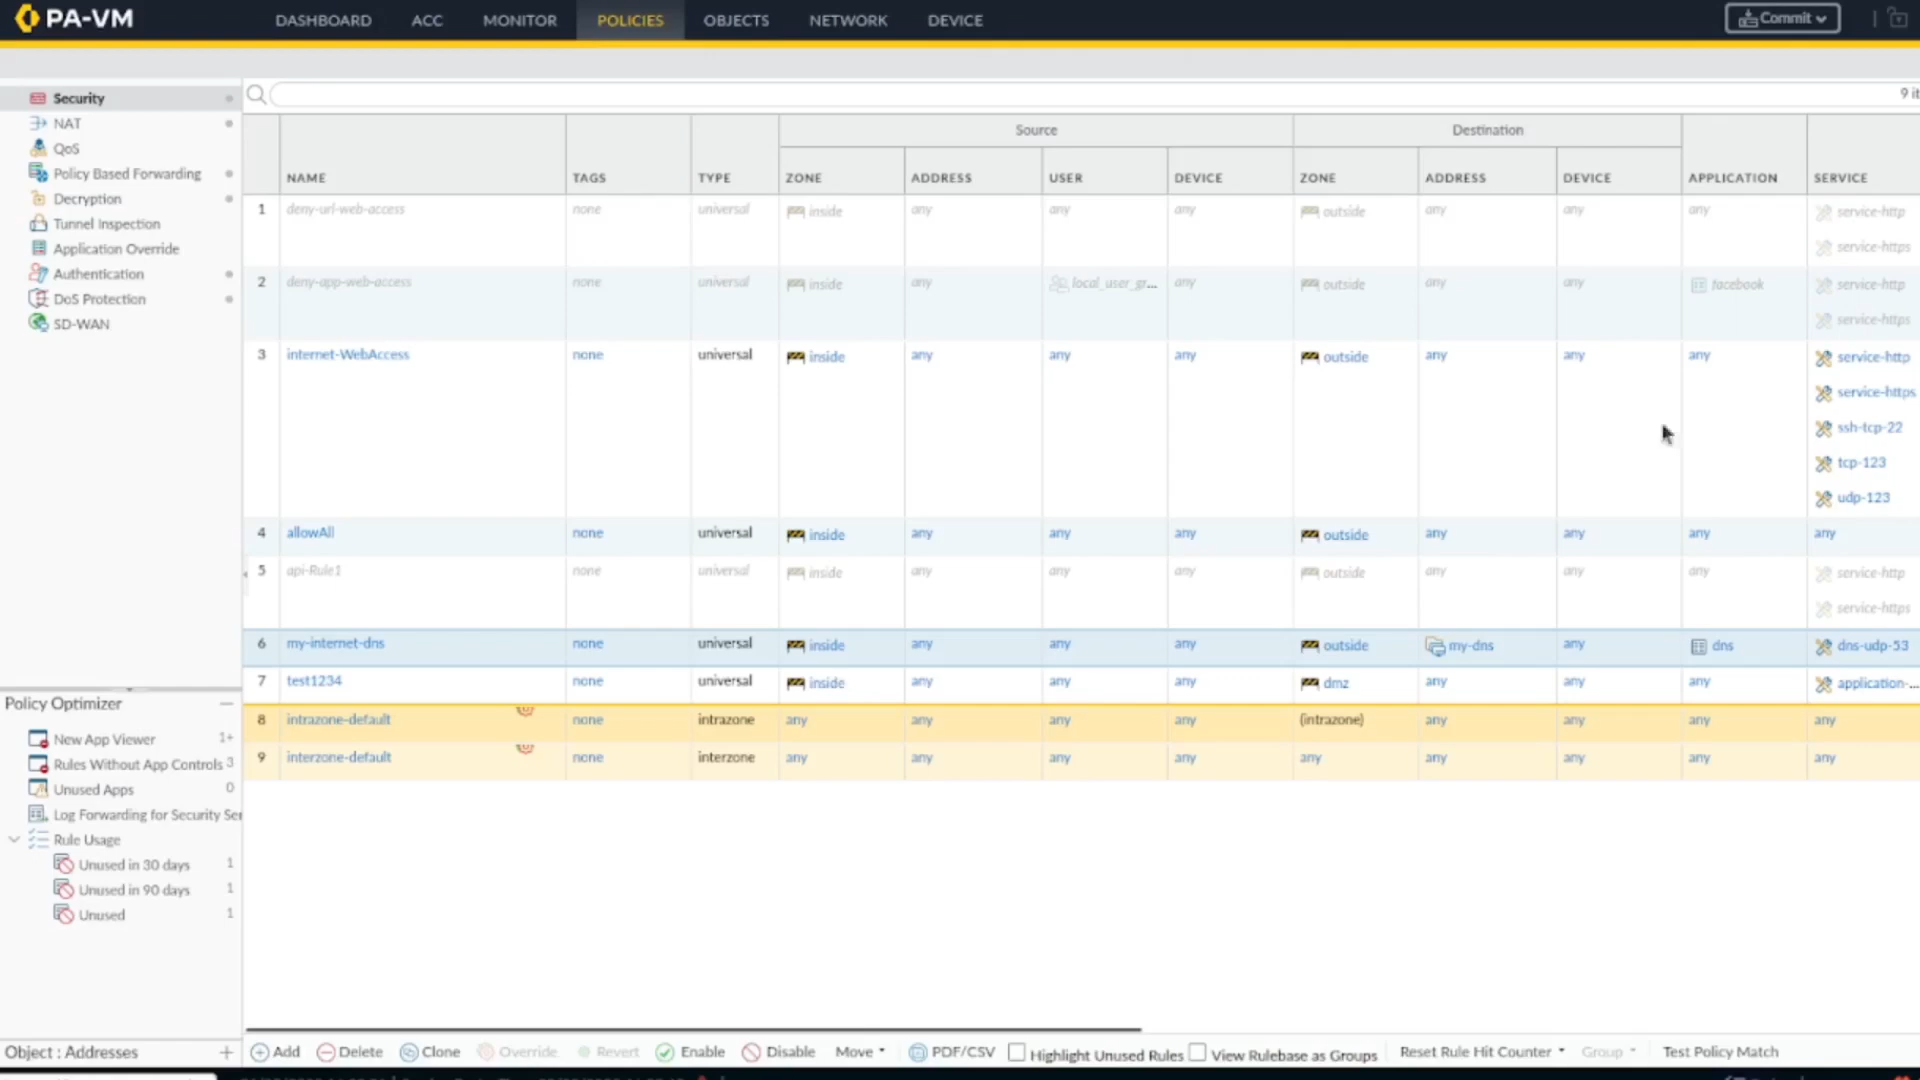 PA-VM
DASHBOARD ACC MONITOR POLICIES OBJECTS NETWORK DEVICE Commit
Security
NAT
QoS
Policy Based Forwarding
Decryption
Tunnel Inspection
Application Override
Authentication
DoS Protection
SD-WAN
Policy Optimizer
New App Viewer 1+
Rules Without App Controls 3
Unused Apps 0
Log Forwarding for Security Ser
Rule Usage
Unused in 30 days 1
Unused in 90 days 1
Unused 1
Object : Addresses
9 it
Source Destination
NAME TAGS TYPE ZONE ADDRESS USER DEVICE ZONE ADDRESS DEVICE APPLICATION SERVICE
1 deny-url-web-access none universal inside any any any outside any any any service-http
service-https
2 deny-app-web-access none universal inside any local_user_gr... any outside any any facebook service-http
service-https
3 internet-WebAccess none universal inside any any any outside any any any service-http
service-https
ssh-tcp-22
tcp-123
udp-123
4 allowAll none universal inside any any any outside any any any any
5 api-Rule1 none universal inside any any any outside any any any service-http
service-https
6 my-internet-dns none universal inside any any any outside my-dns any dns dns-udp-53
7 test1234 none universal inside any any any dmz any any any application-...
8 intrazone-default none intrazone any any any any (intrazone) any any any any
9 interzone-default none interzone any any any any any any any any any
Add Delete Clone Override Revert Enable Disable Move PDF/CSV Highlight Unused Rules View Rulebase as Groups Reset Rule Hit Counter Group Test Policy Match